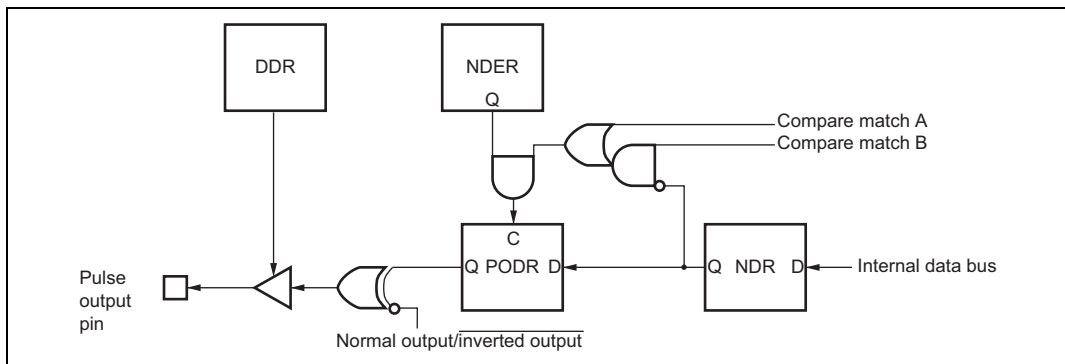 DDR
NDER
Q
Compare match A
Compare match B
C
Q PODR D
Q NDR D
Internal data bus
Pulse
output
pin
Normal output/inverted output